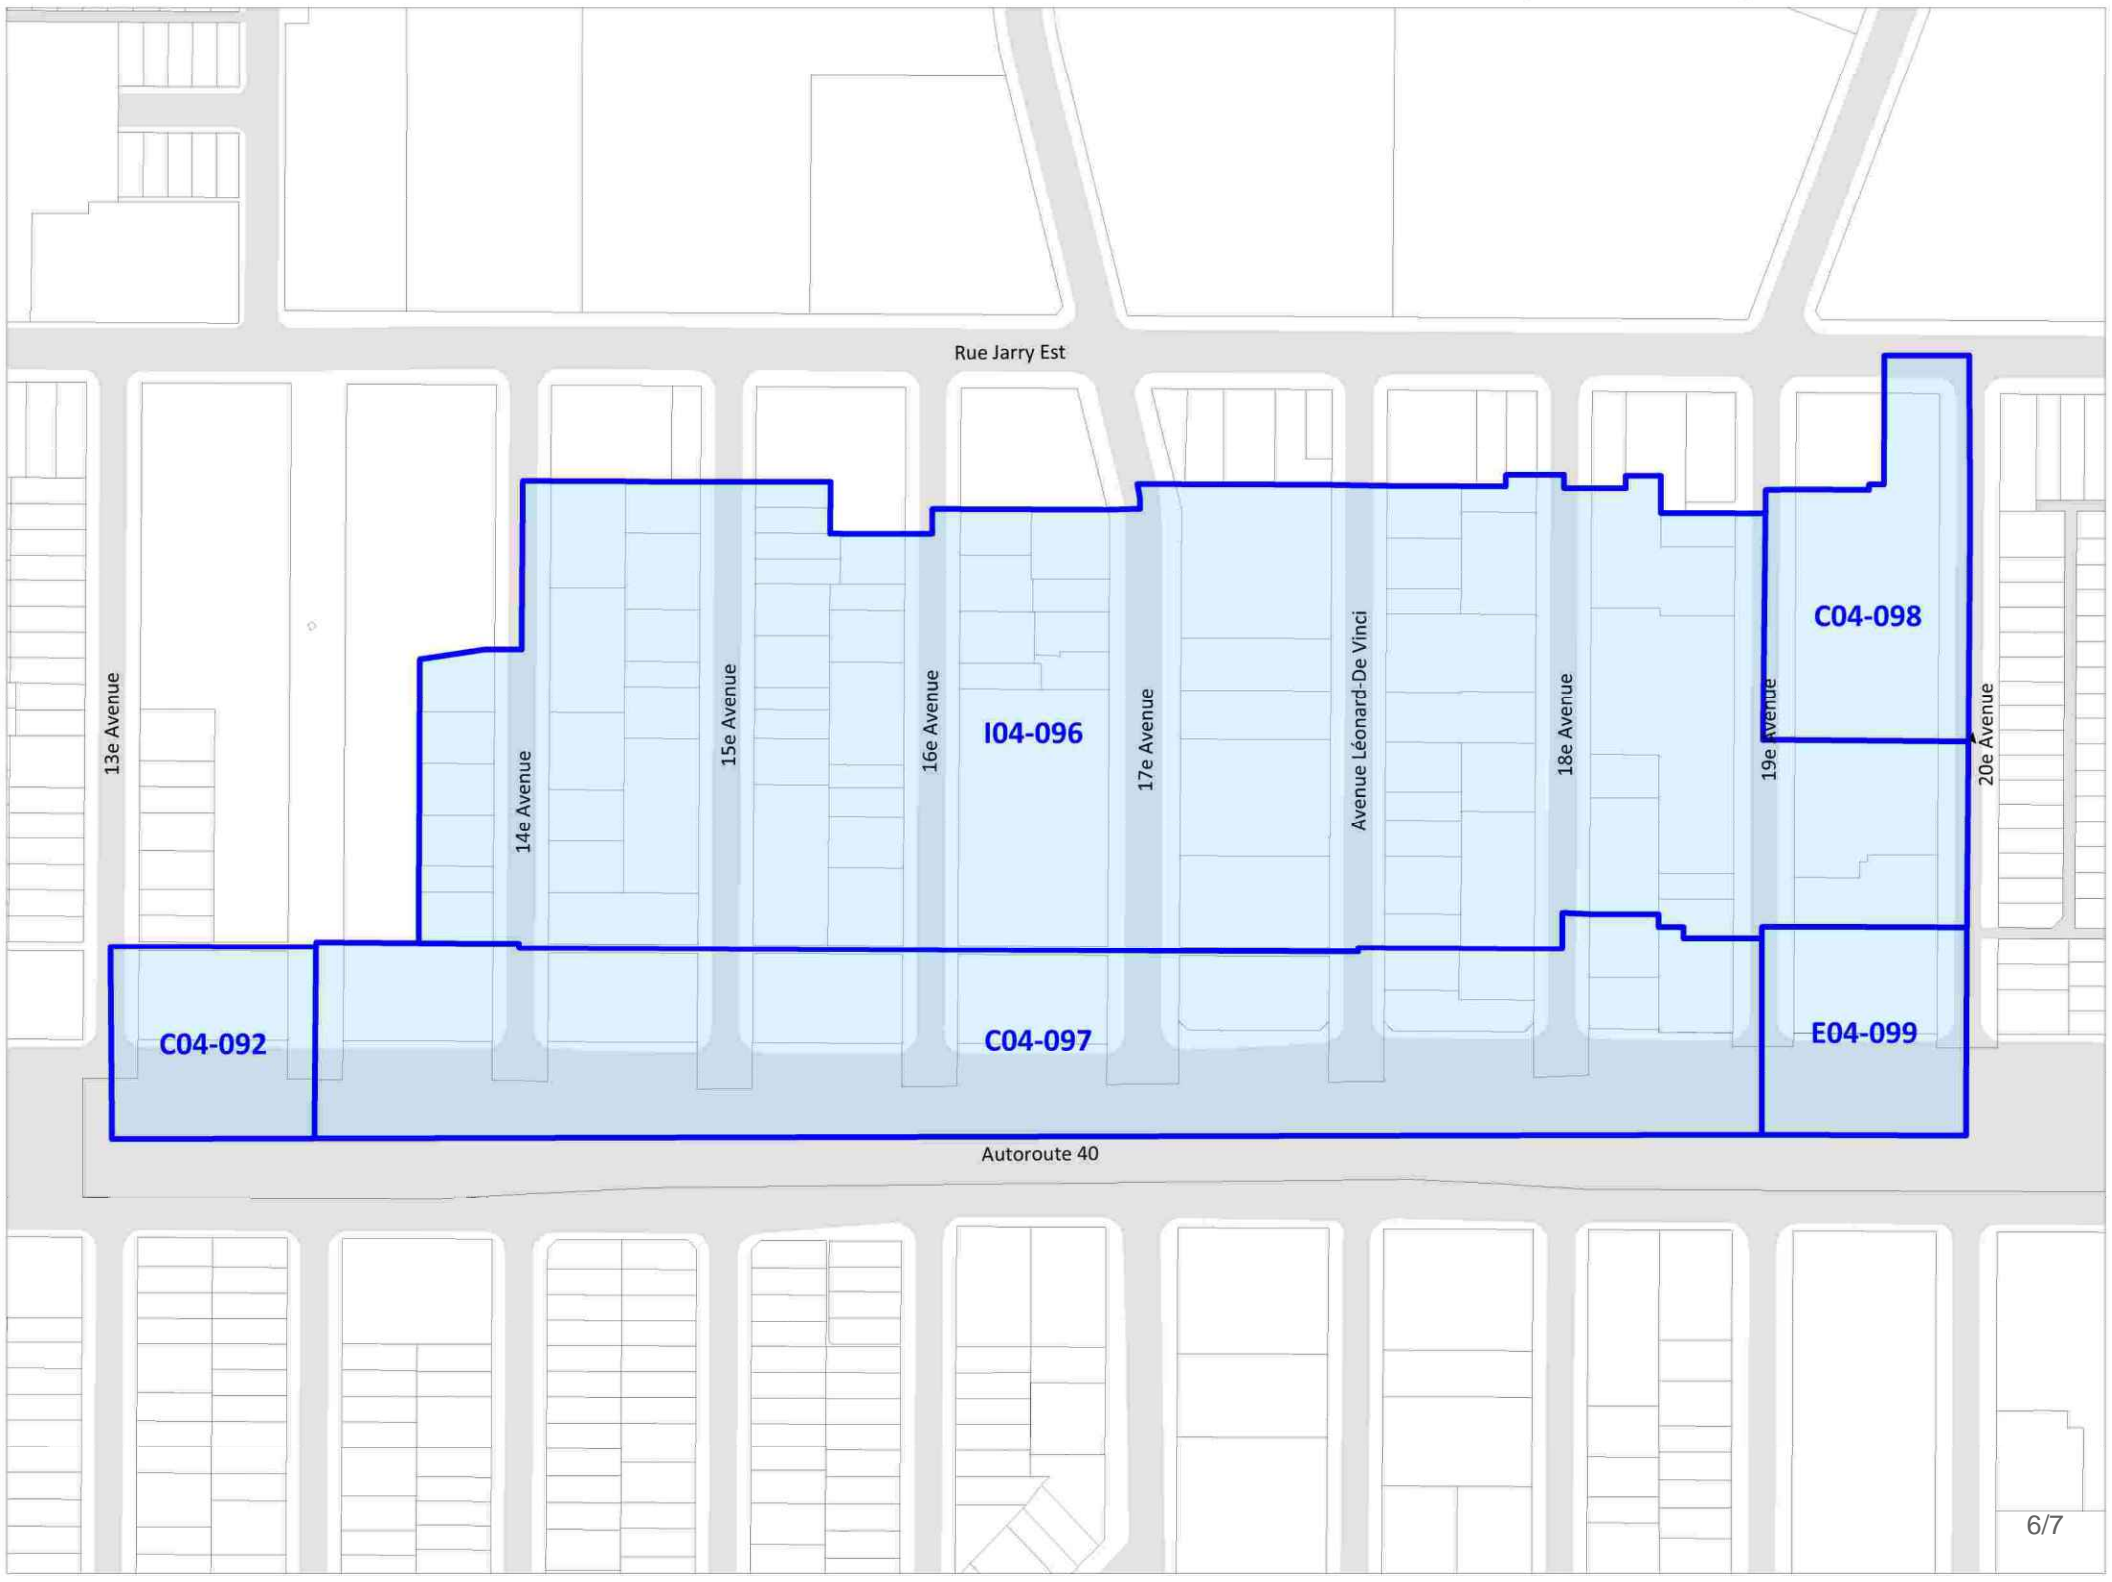 Rue Jarry Est
C04-098
13e Avenue
14e Avenue
15e Avenue
16e Avenue
I04-096
17e Avenue
Avenue Léonard-De Vinci
18e Avenue
19e Avenue
20e Avenue
C04-092
C04-097
E04-099
Autoroute 40
6/7